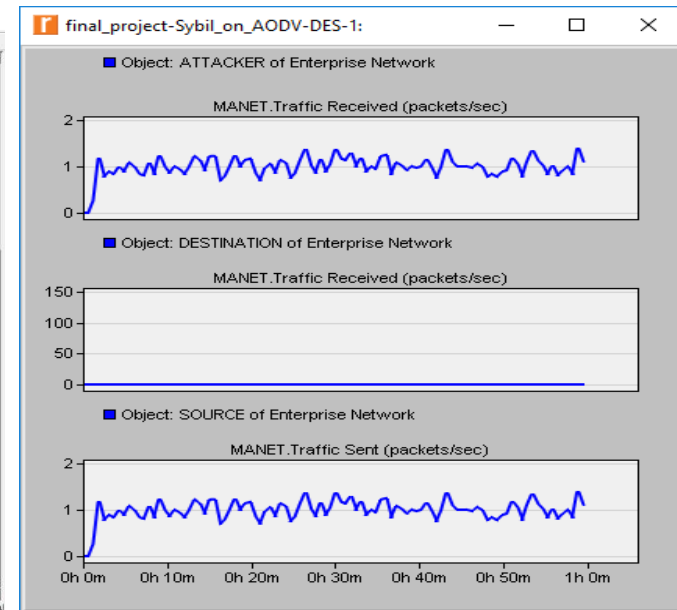 final_project-Sybil_on_AODV-DES-1:
Object: ATTACKER of Enterprise Network
MANET.Traffic Received (packets/sec)
2
1
0
Object: DESTINATION of Enterprise Network
MANET.Traffic Received (packets/sec)
150
100
50
0
Object: SOURCE of Enterprise Network
MANET.Traffic Sent (packets/sec)
2
1
0
0h 0m 0h 10m 0h 20m 0h 30m 0h 40m 0h 50m 1h 0m